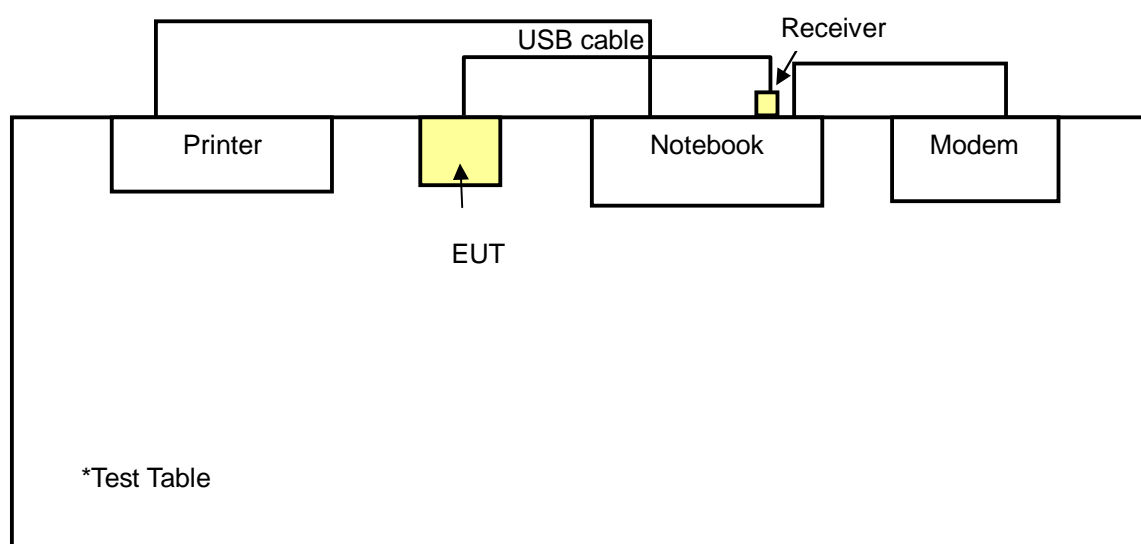 Receiver
USB cable
Printer
Notebook
Modem
EUT
*Test Table